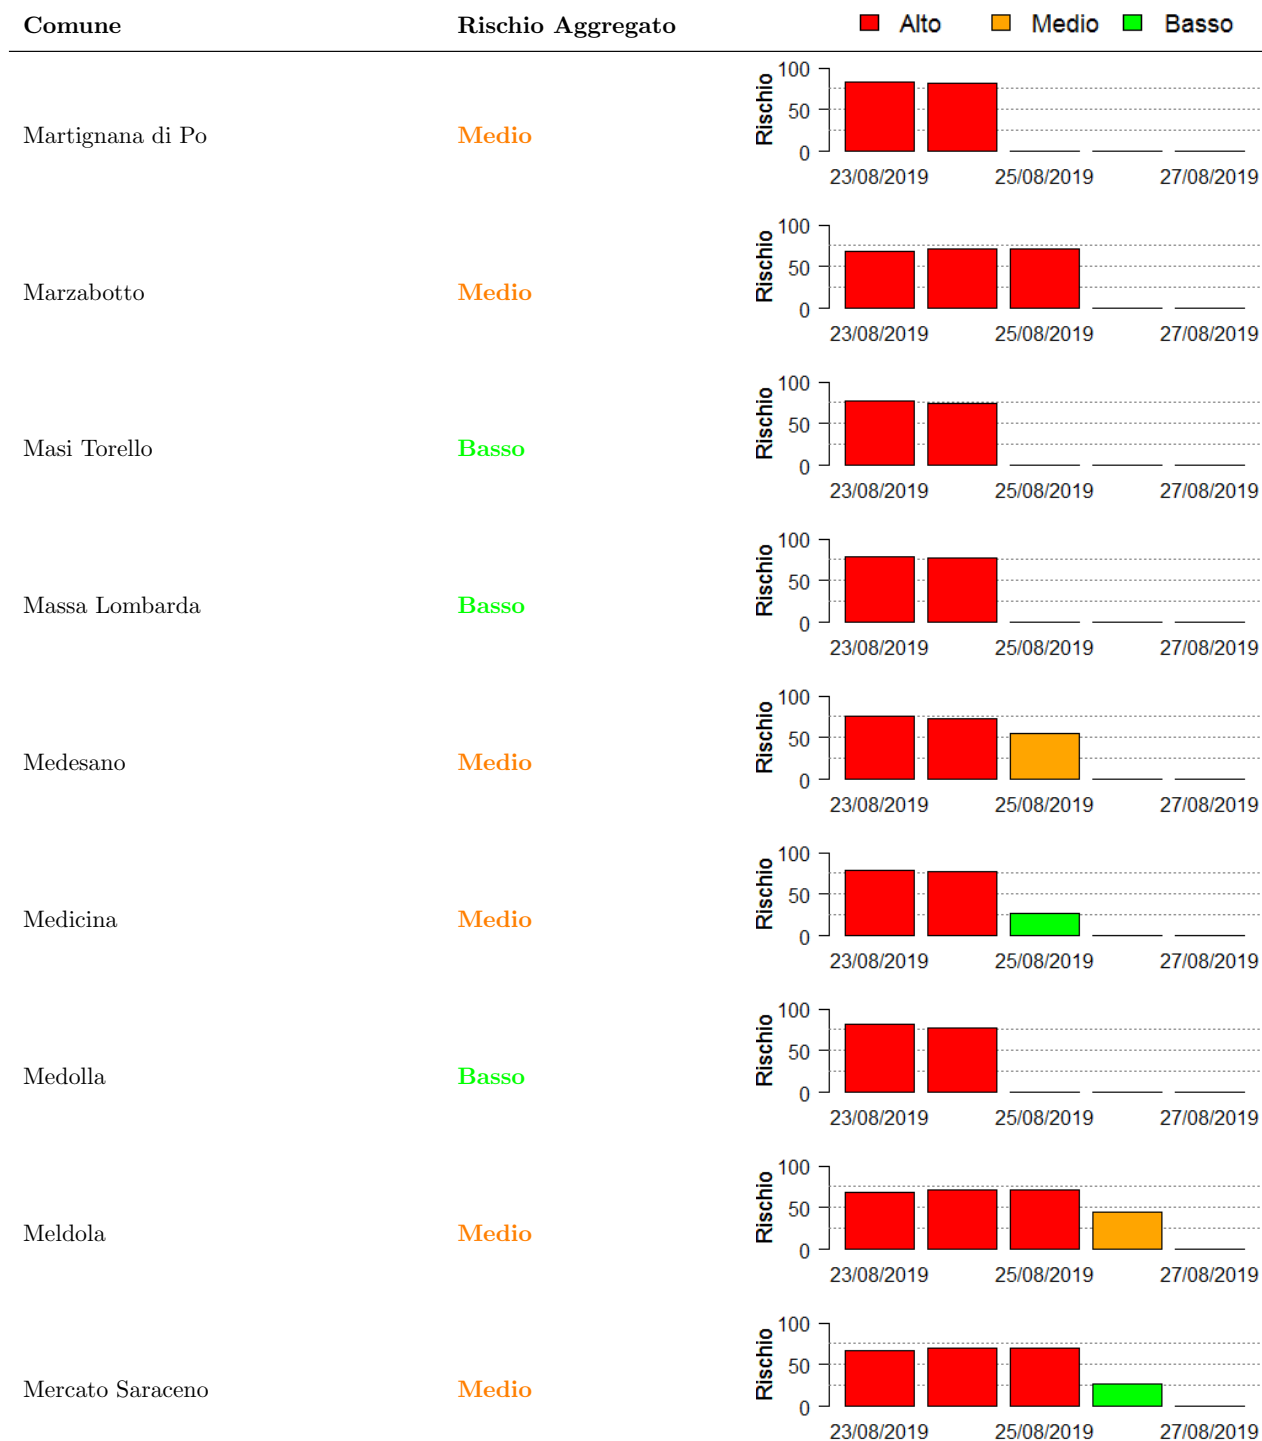 Comune Rischio Aggregato Alto Medio Basso
100
Rischio
50
Martignana di Po Medio
0
23/08/2019 25/08/2019 27/08/2019
100
Rischio
50
Marzabotto Medio
0
23/08/2019 25/08/2019 27/08/2019
100
Rischio
50
Masi Torello Basso
0
23/08/2019 25/08/2019 27/08/2019
100
Rischio
50
Massa Lombarda Basso
0
23/08/2019 25/08/2019 27/08/2019
100
Rischio
50
Medesano Medio
0
23/08/2019 25/08/2019 27/08/2019
100
Rischio
50
Medicina Medio
0
23/08/2019 25/08/2019 27/08/2019
100
Rischio
50
Medolla Basso
0
23/08/2019 25/08/2019 27/08/2019
100
Rischio
50
Meldola Medio
0
23/08/2019 25/08/2019 27/08/2019
100
Rischio
50
Mercato Saraceno Medio
0
23/08/2019 25/08/2019 27/08/2019